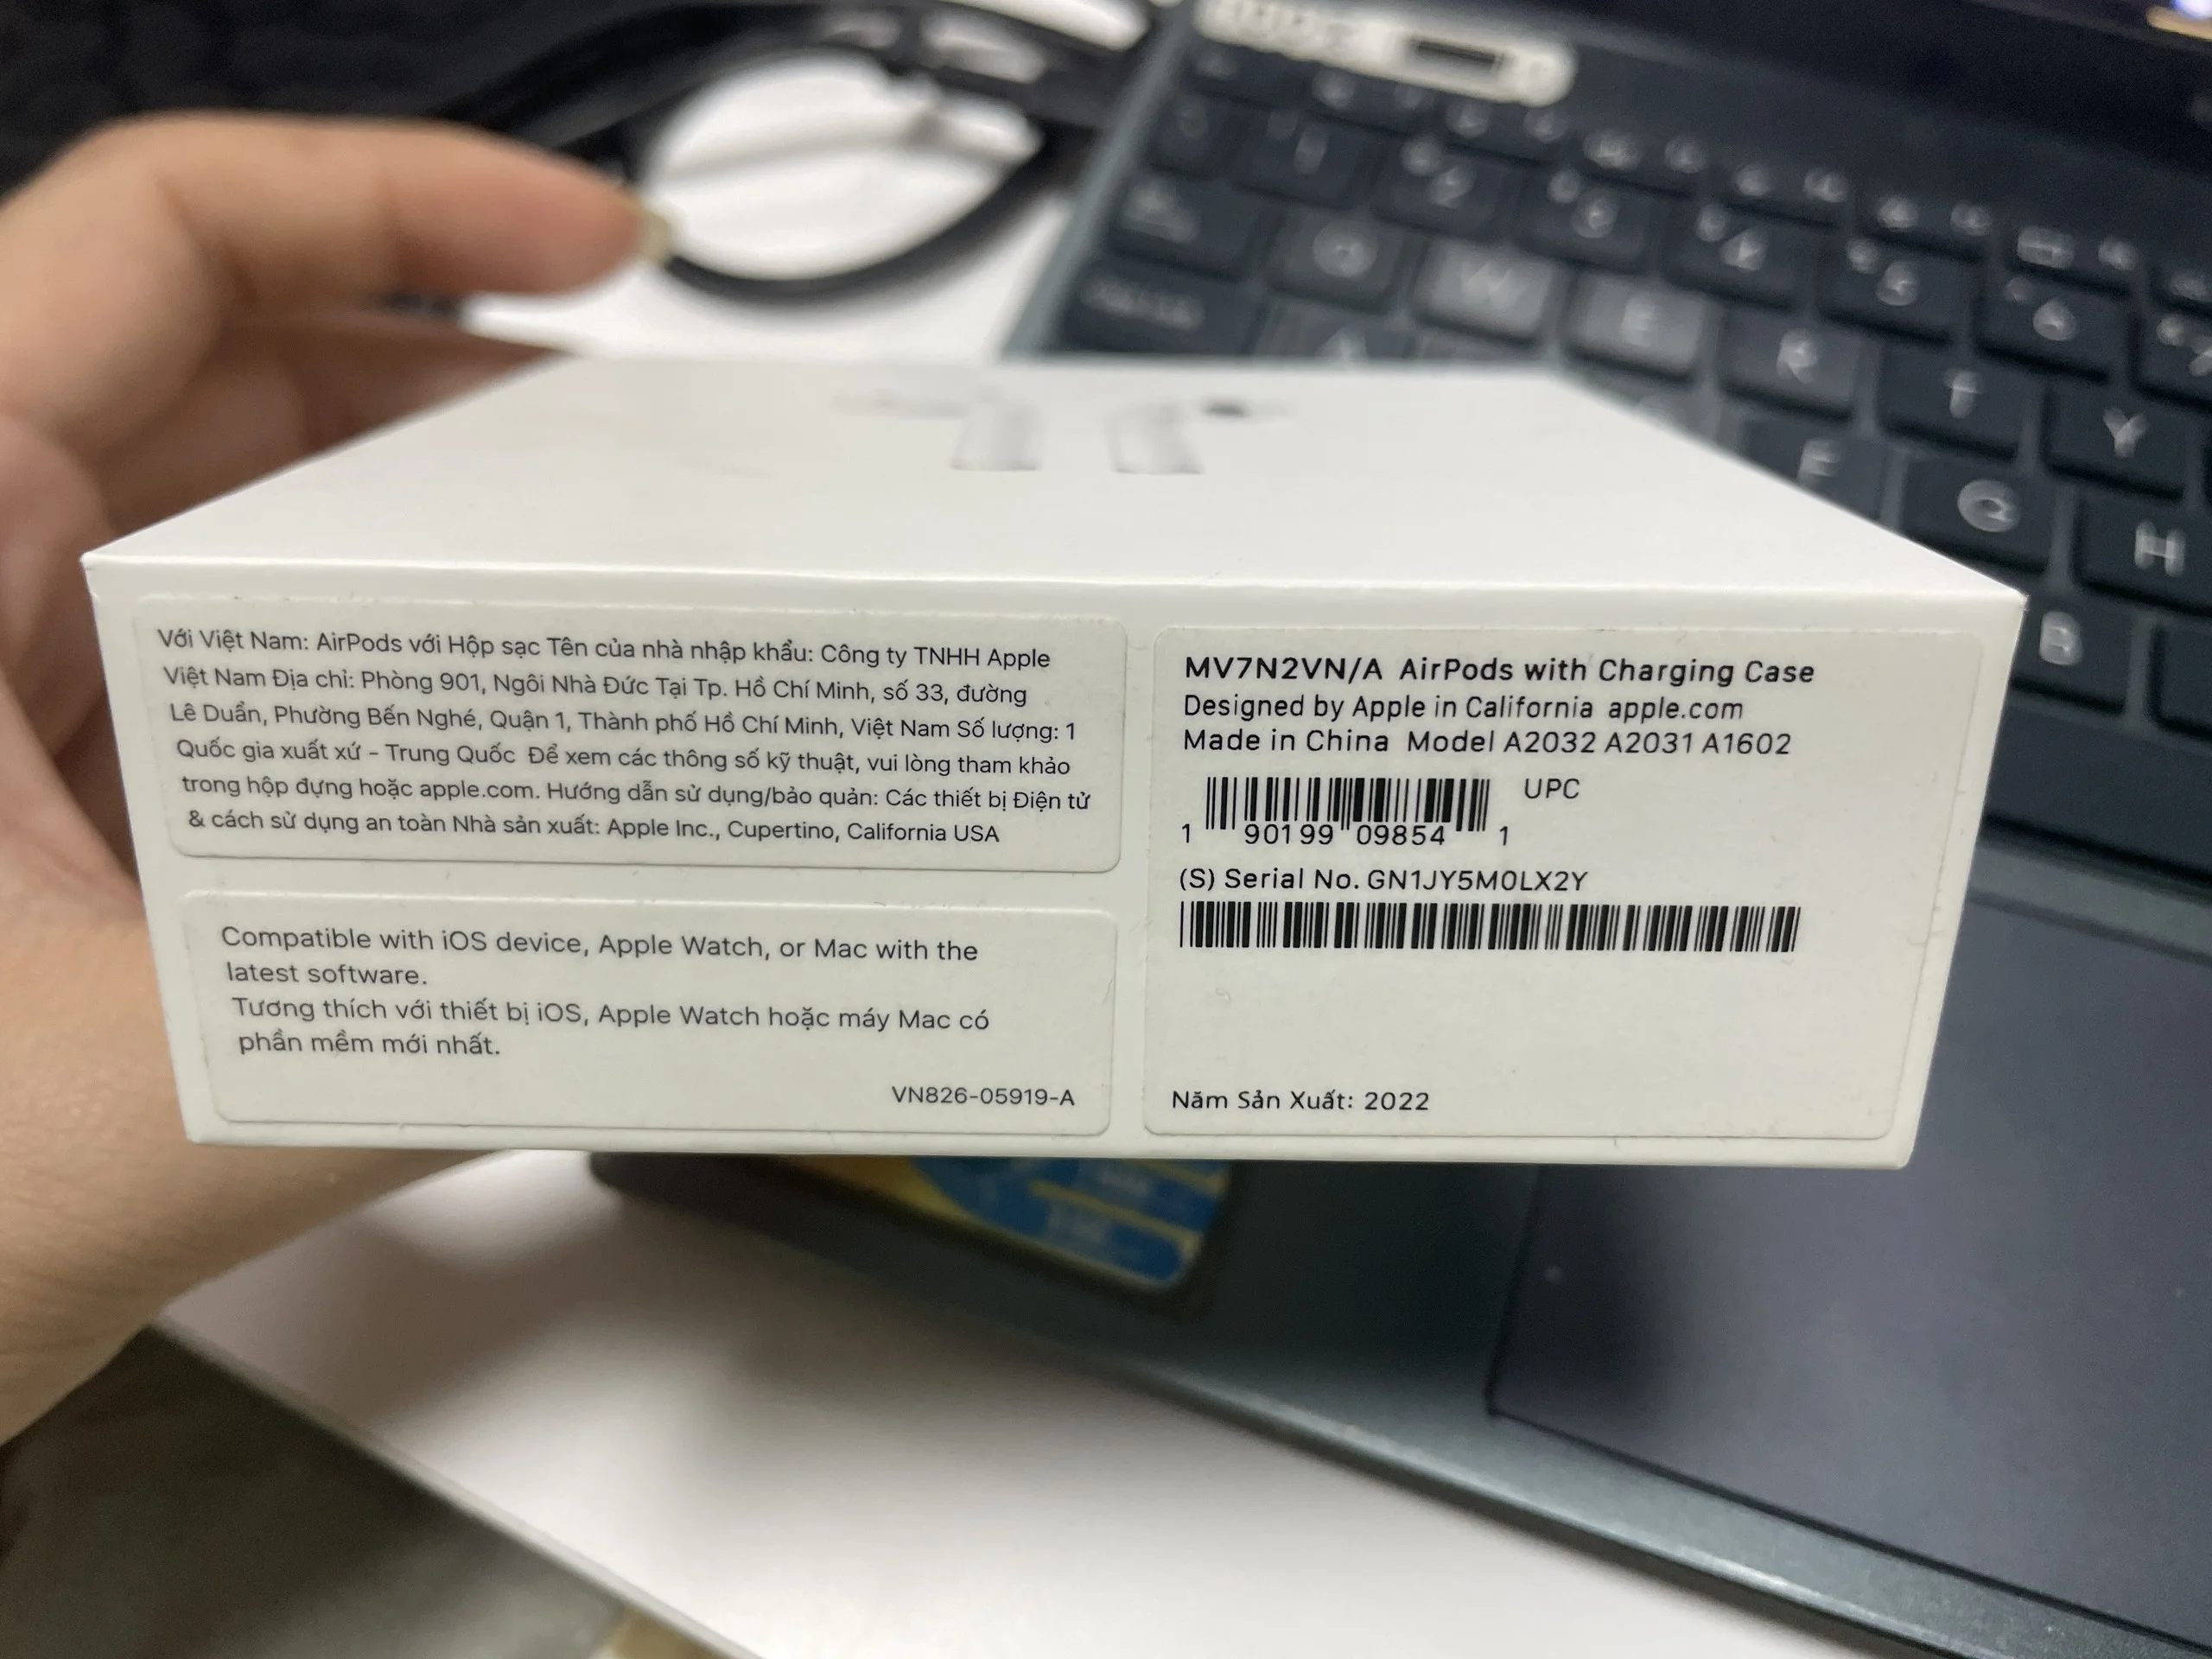 Với Việt Nam: AirPods với Hộp sạc Tên của nhà nhập khẩu: Công ty TNHH Apple
Việt Nam Địa chỉ: Phòng 901, Ngôi Nhà Đức Tại Tp. Hồ Chí Minh, số 33, đường
Lê Duẩn, Phường Bến Nghé, Quận 1, Thành phố Hồ Chí Minh, Việt Nam Số lượng: 1
Quốc gia xuất xứ – Trung Quốc Để xem các thông số kỹ thuật, vui lòng tham khảo
trong hộp đựng hoặc apple.com. Hướng dẫn sử dụng/bảo quản: Các thiết bị Điện tử
& cách sử dụng an toàn Nhà sản xuất: Apple Inc., Cupertino, California USA
Compatible with iOS device, Apple Watch, or Mac with the
latest software.
Tương thích với thiết bị iOS, Apple Watch hoặc máy Mac có
phần mềm mới nhất.
VN826-05919-A
MV7N2VN/A AirPods with Charging Case
Designed by Apple in California apple.com
Made in China Model A2032 A2031 A1602
UPC
1 90199 09854 1
(S) Serial No. GN1JY5M0LX2Y
Năm Sản Xuất: 2022
1 2 3 4 5 6
Q W E R T Y
A F G H
B